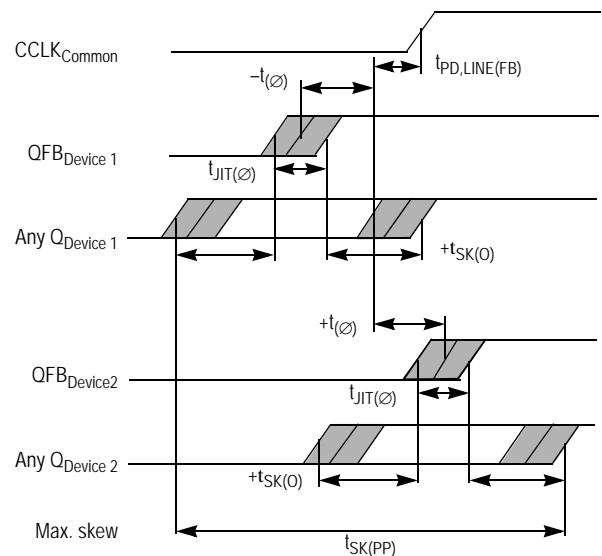 CCLKCommon
tPD,LINE(FB)
–t(∅)
QFBDevice 1
tJIT(∅)
Any QDevice 1
+tSK(O)
+t(∅)
QFBDevice2
tJIT(∅)
Any QDevice 2
+tSK(O)
Max. skew
tSK(PP)